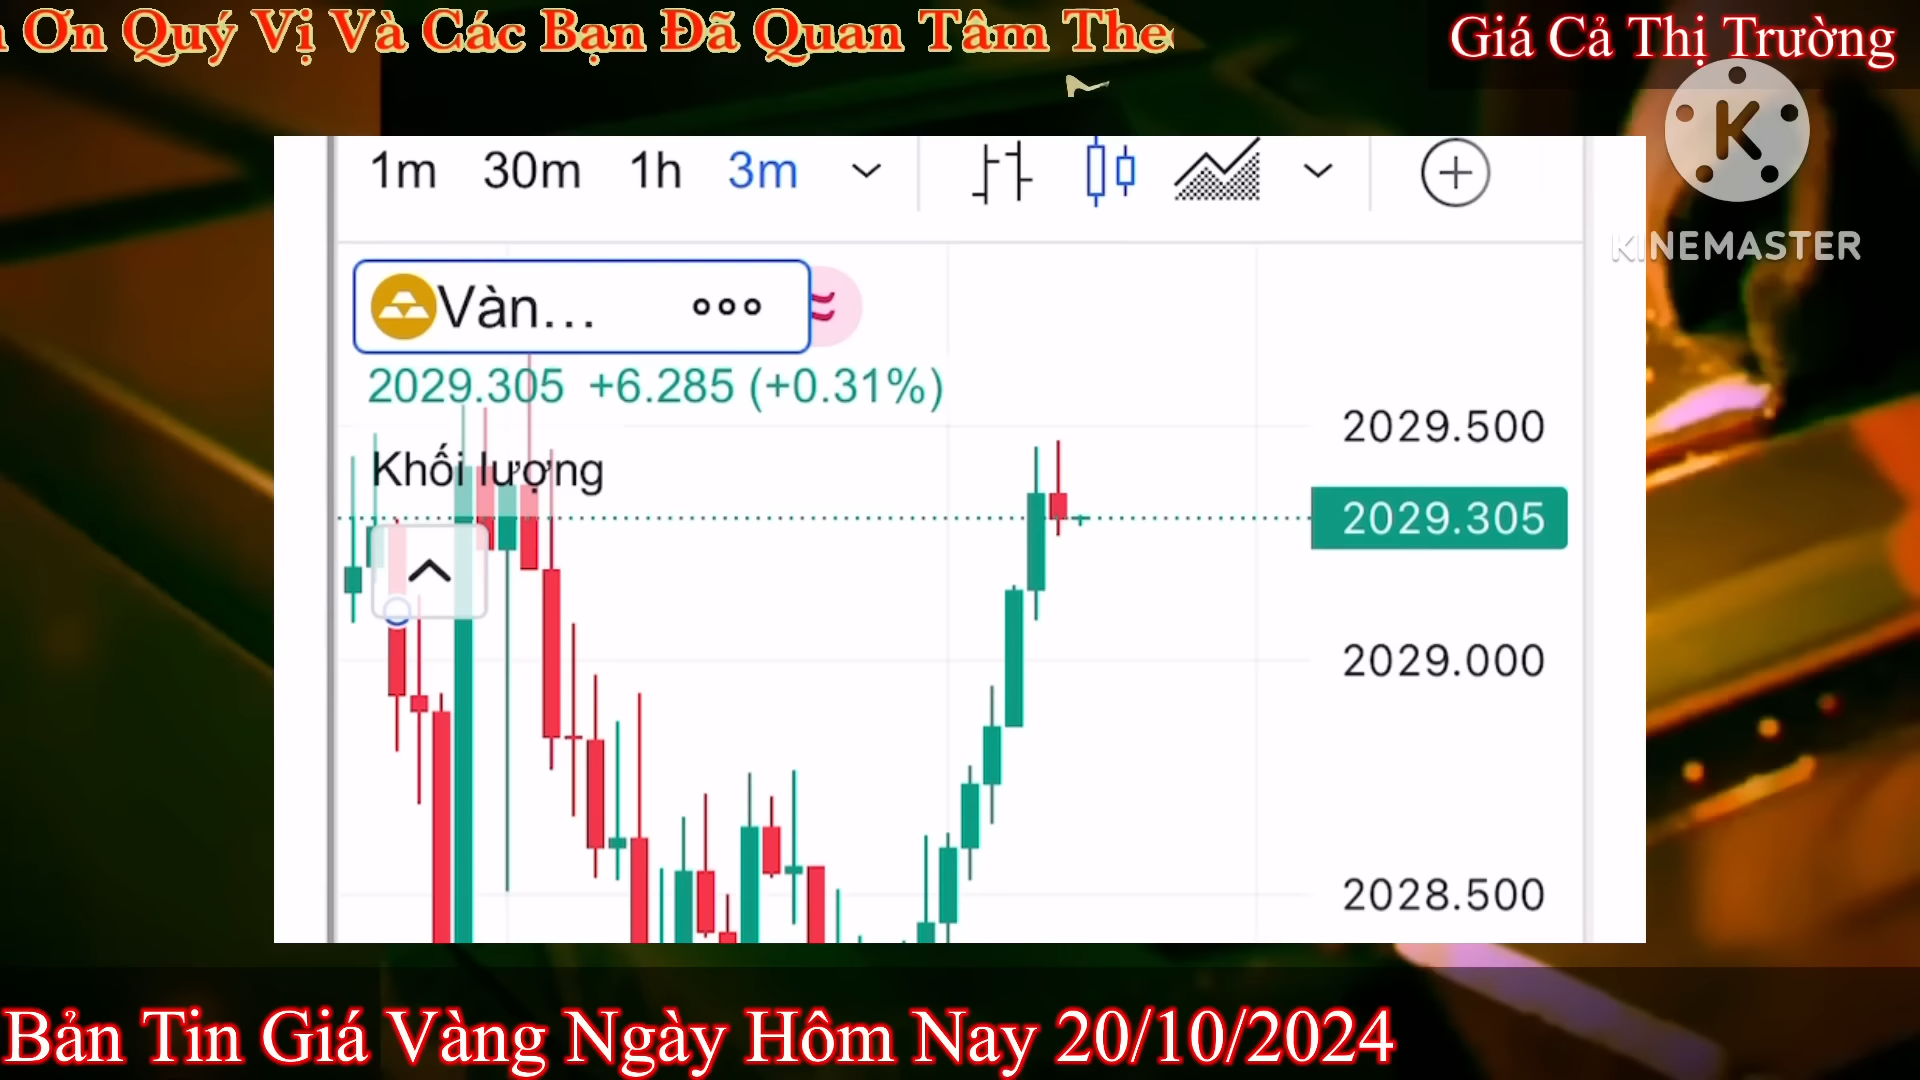 Ơn Quý Vị Và Các Bạn Đã Quan Tâm The
Giá Cả Thị Trường
K
KINEMASTER
1m 30m 1h 3m
Vàn... ooo
≈
2029.305 +6.285 (+0.31%)
Khối lượng
2029.500
2029.305
2029.000
2028.500
Bản Tin Giá Vàng Ngày Hôm Nay 20/10/2024